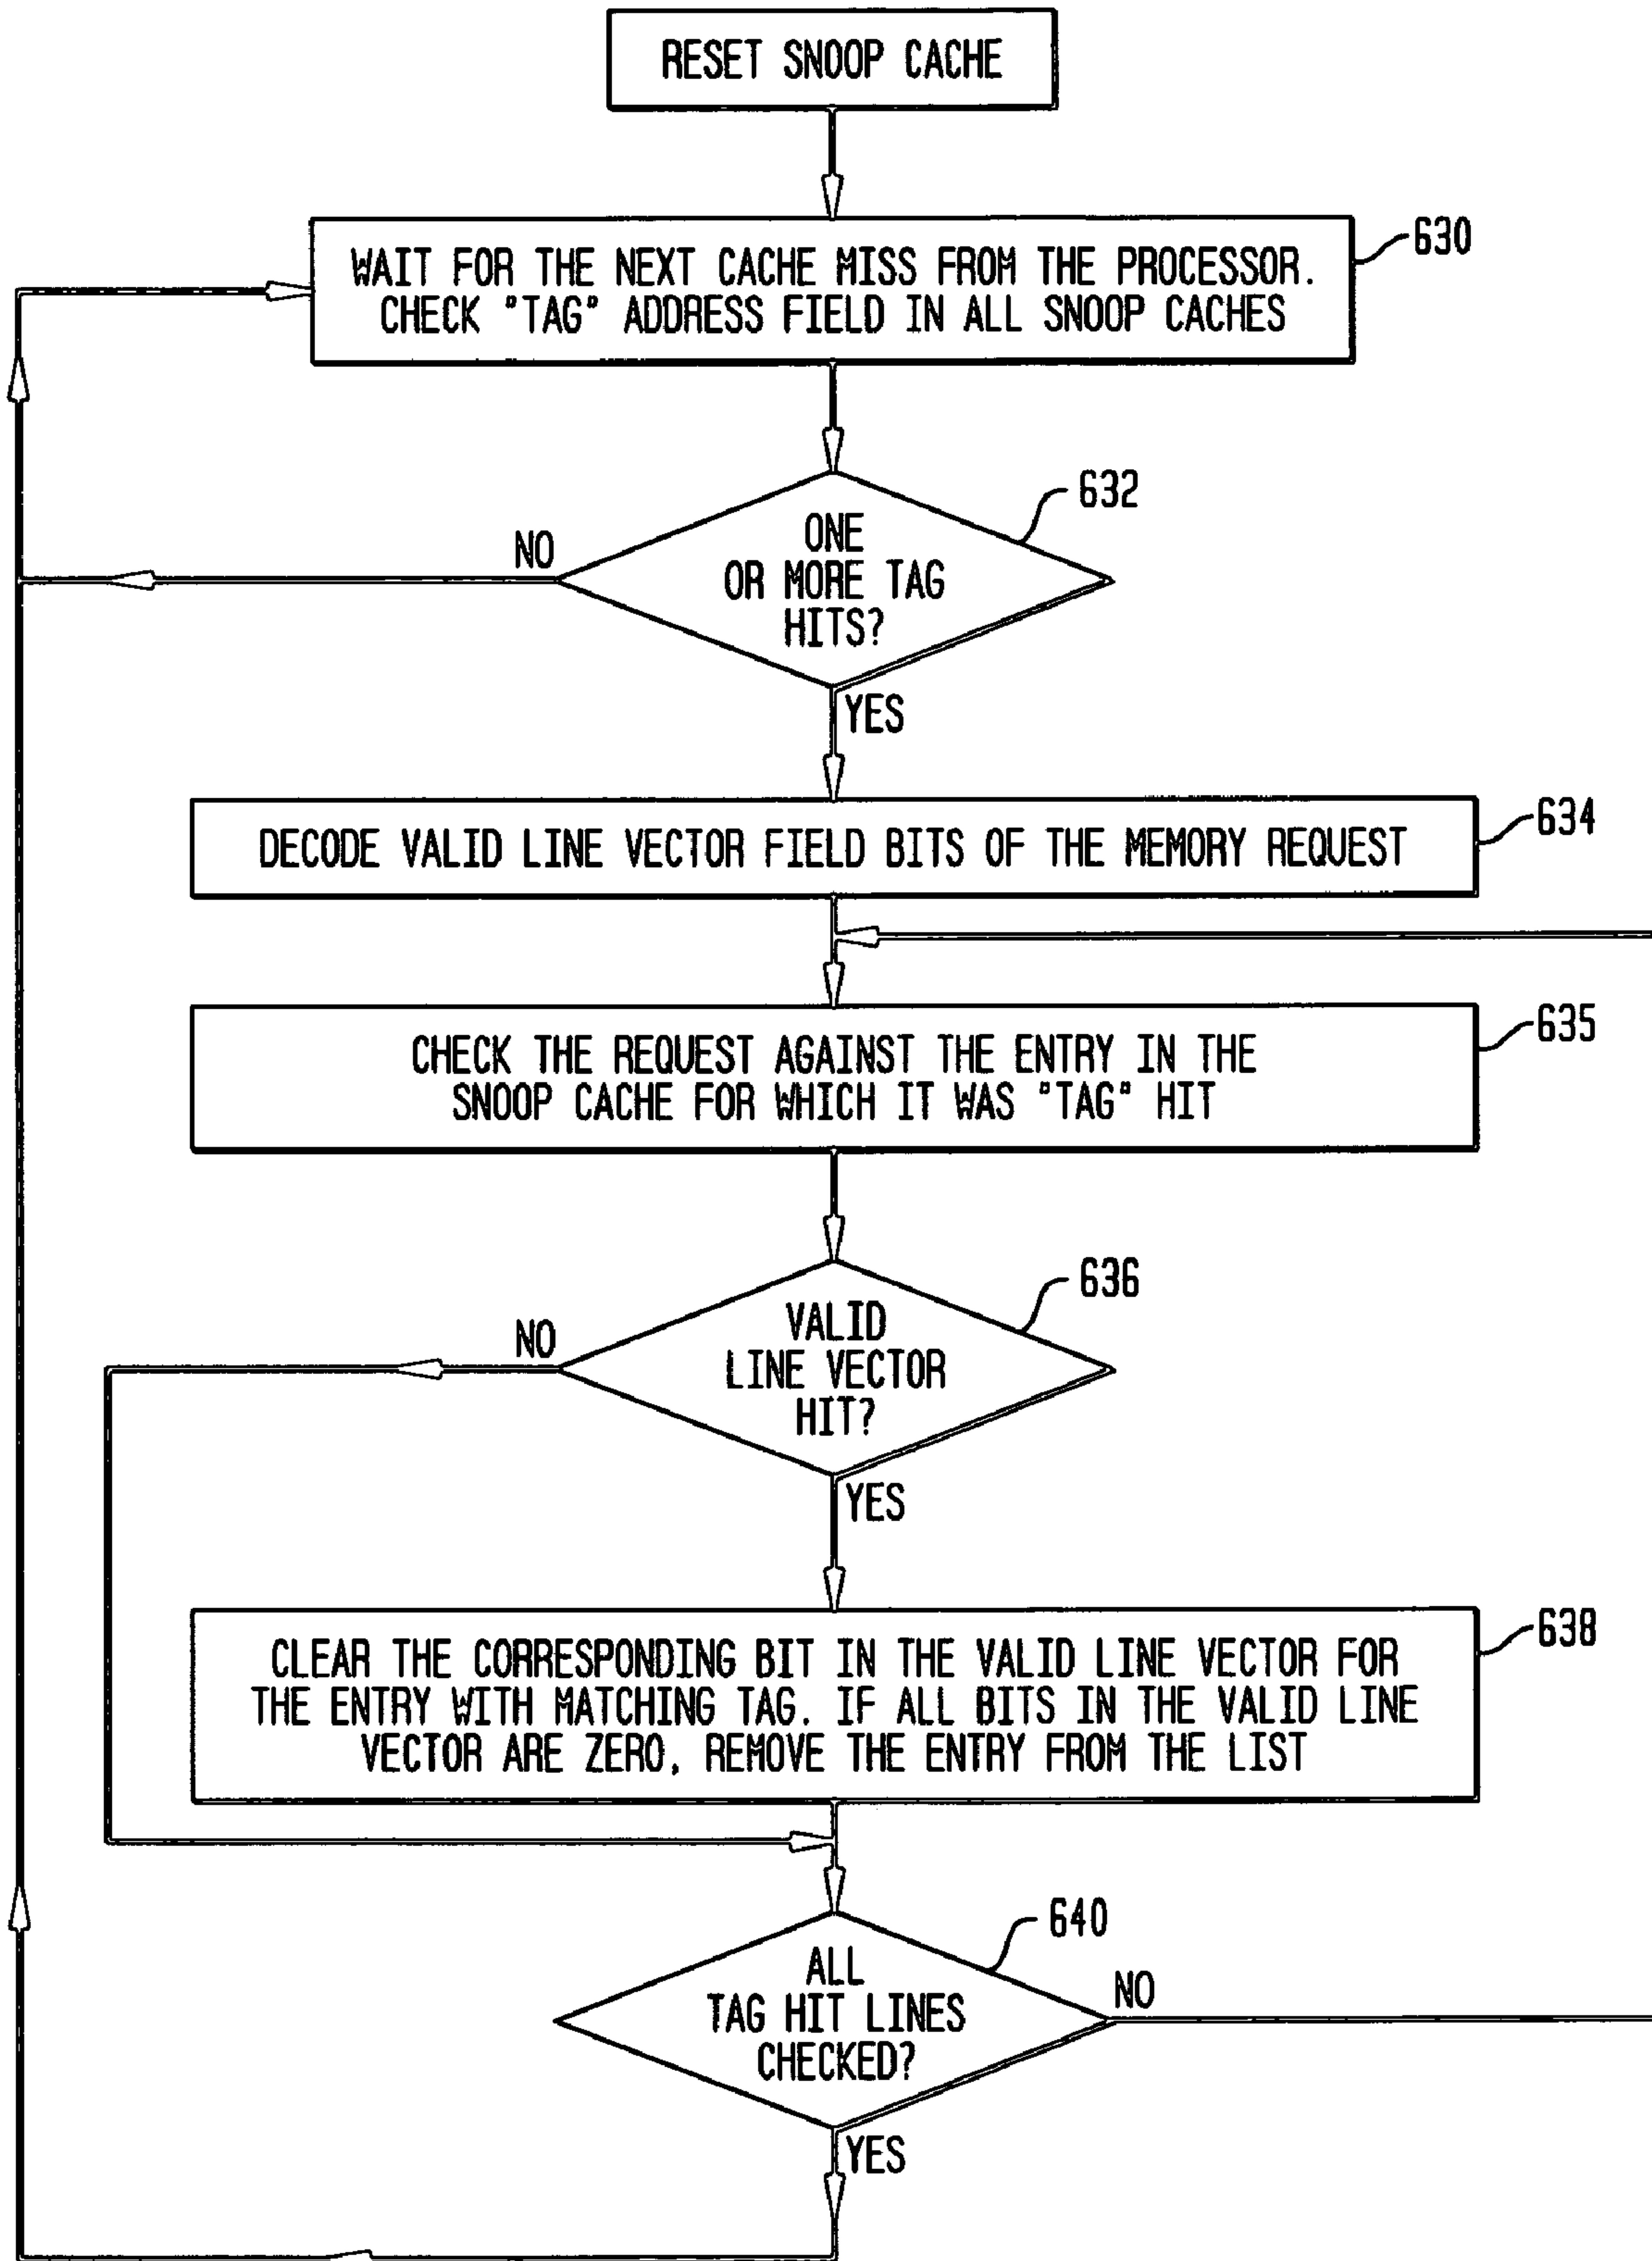 RESET SNOOP CACHE
630
WAIT FOR THE NEXT CACHE MISS FROM THE PROCESSOR.
CHECK "TAG" ADDRESS FIELD IN ALL SNOOP CACHES
632
ONE
OR MORE TAG
HITS?
NO
YES
634
DECODE VALID LINE VECTOR FIELD BITS OF THE MEMORY REQUEST
635
CHECK THE REQUEST AGAINST THE ENTRY IN THE
SNOOP CACHE FOR WHICH IT WAS "TAG" HIT
636
VALID
LINE VECTOR
HIT?
NO
YES
638
CLEAR THE CORRESPONDING BIT IN THE VALID LINE VECTOR FOR
THE ENTRY WITH MATCHING TAG. IF ALL BITS IN THE VALID LINE
VECTOR ARE ZERO, REMOVE THE ENTRY FROM THE LIST
640
ALL
TAG HIT LINES
CHECKED?
NO
YES